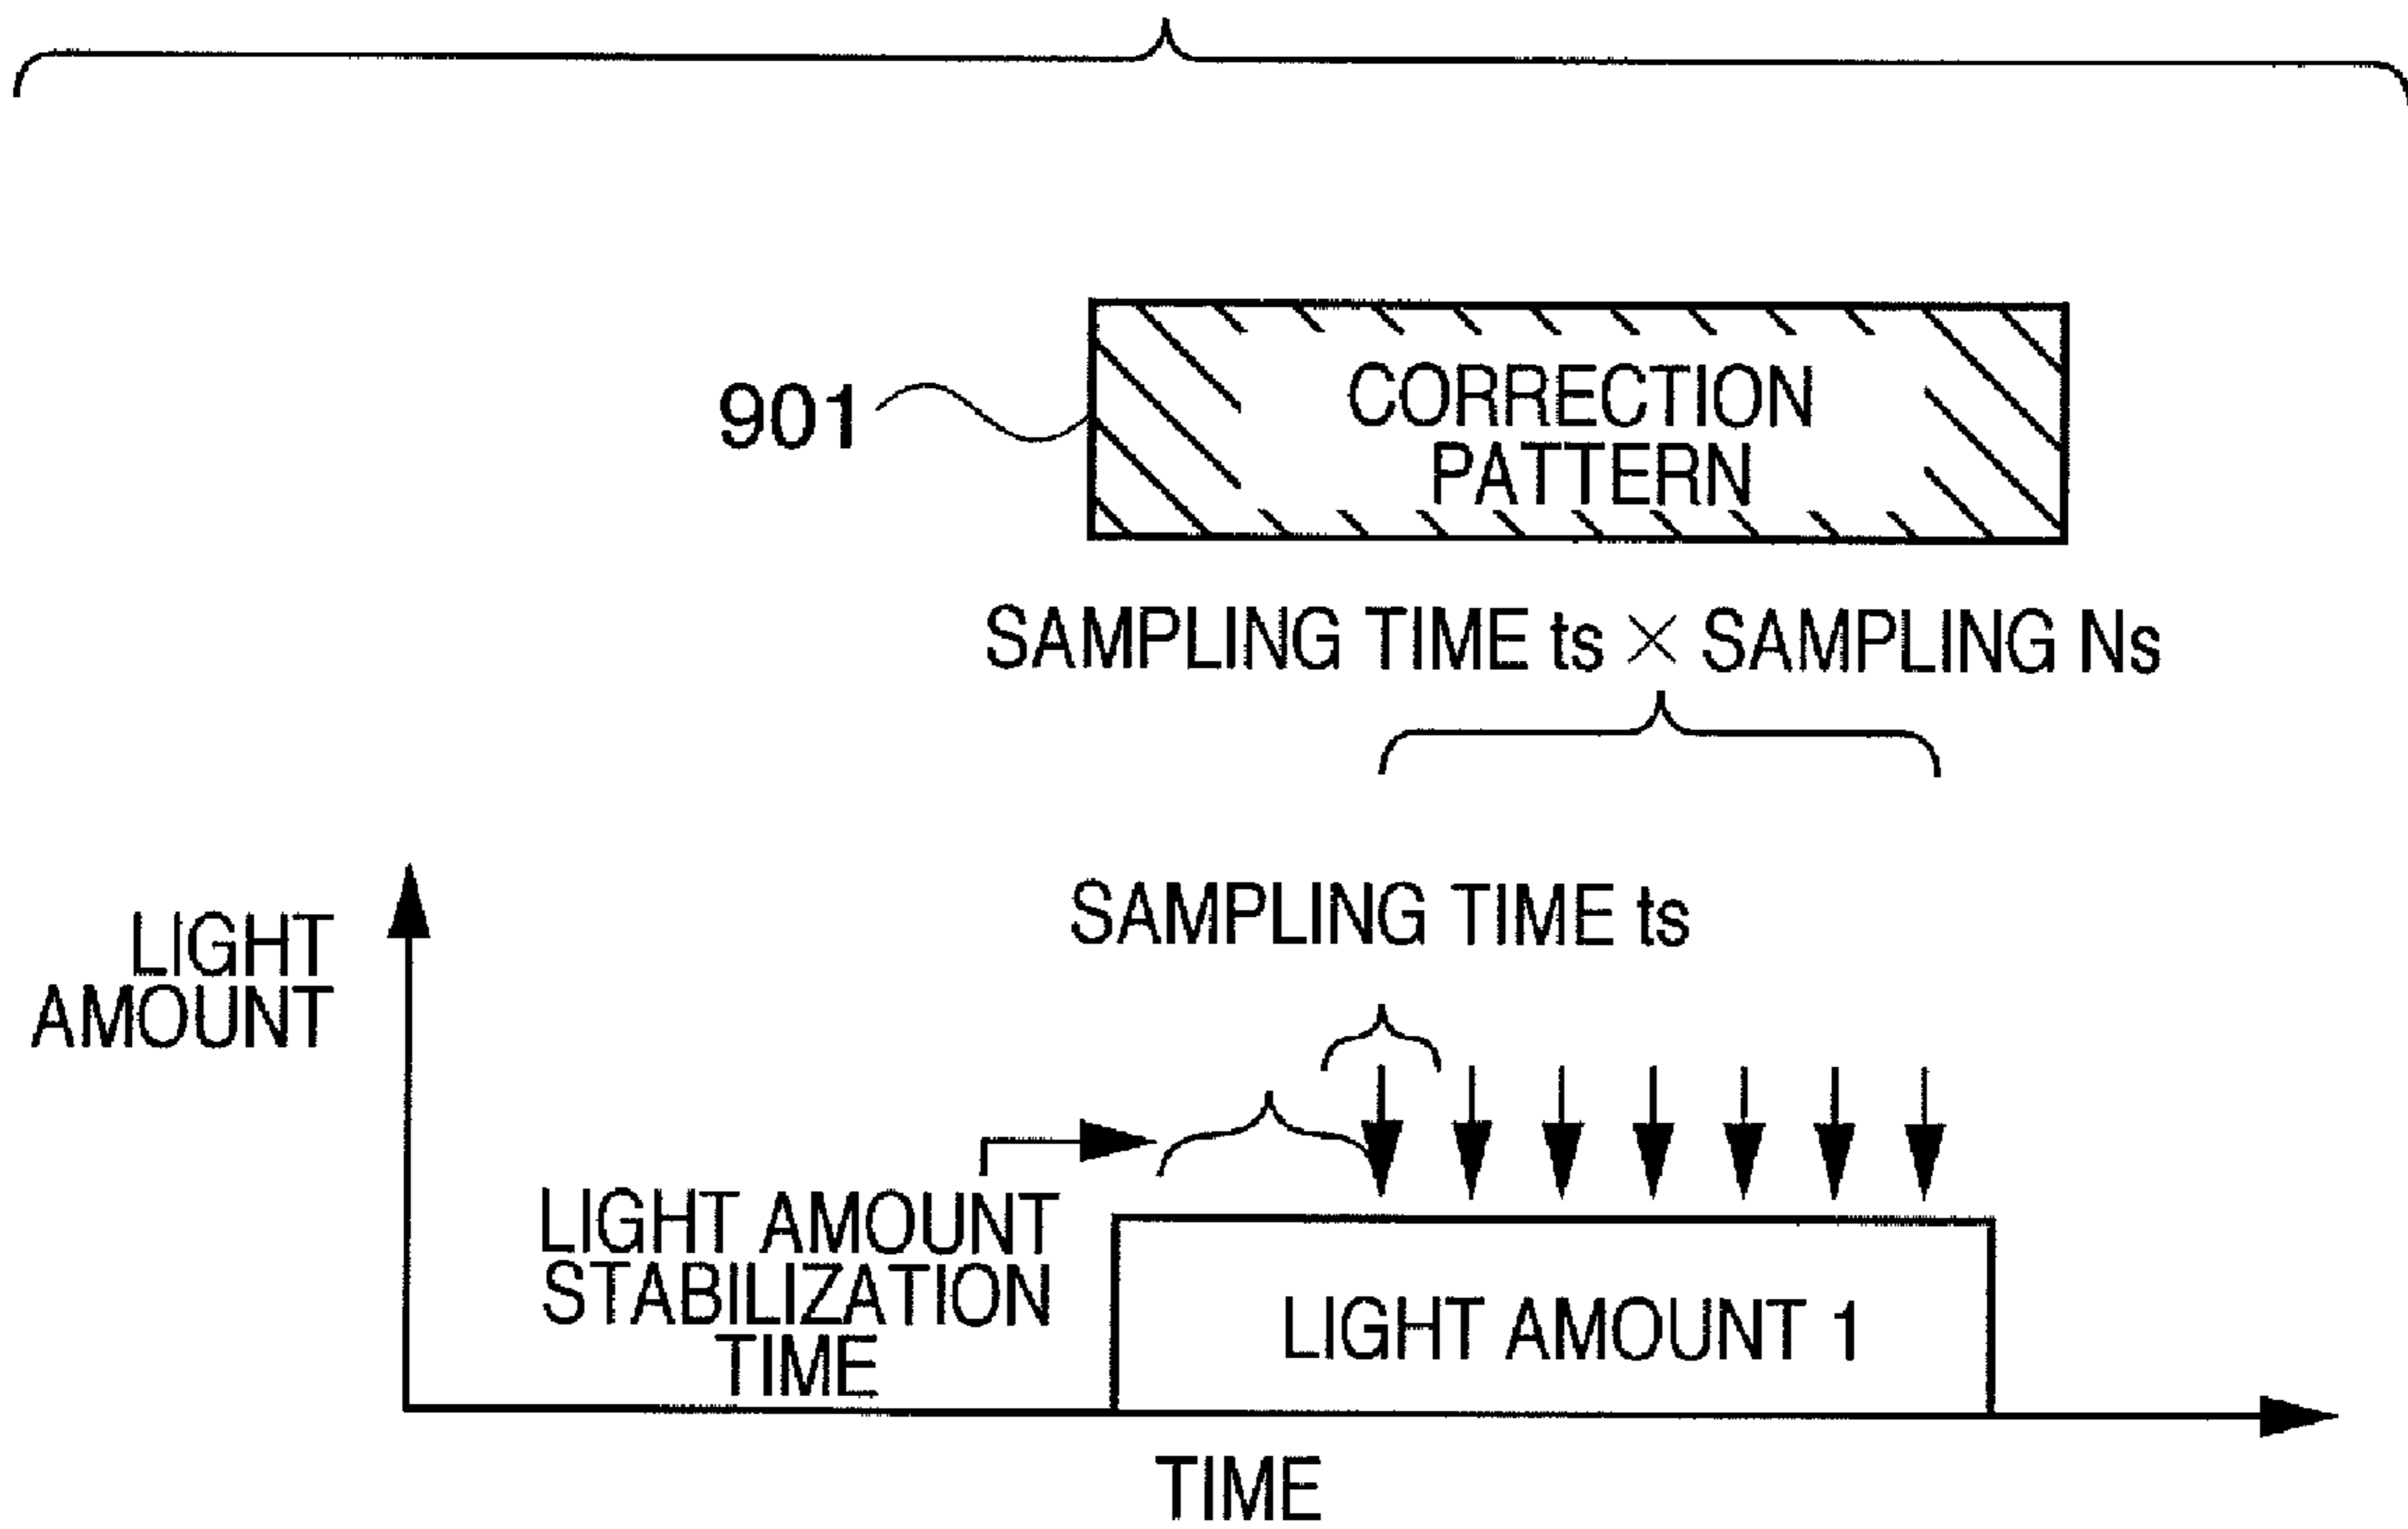 901
CORRECTION
PATTERN
SAMPLING TIME ts × SAMPLING Ns
SAMPLING TIME ts
LIGHT
AMOUNT
LIGHT AMOUNT
STABILIZATION
TIME
LIGHT AMOUNT 1
TIME